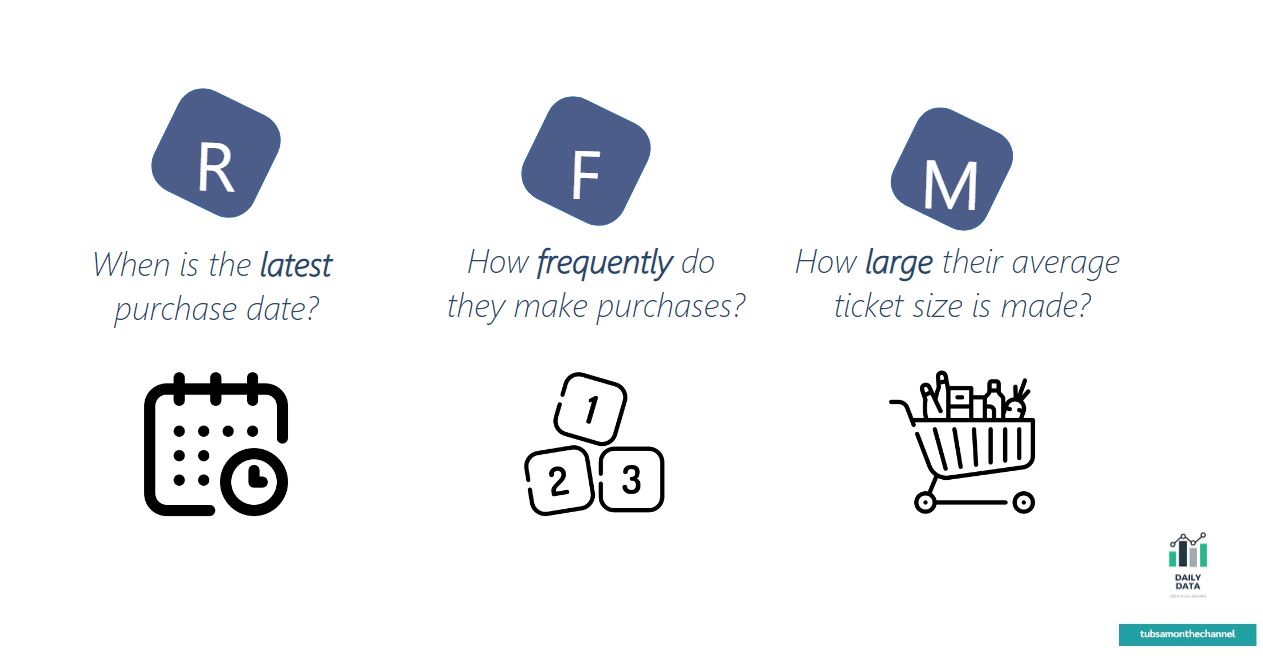 R
When is the latest
purchase date?
F
How frequently do
they make purchases?
M
How large their average
ticket size is made?
1
2 3
DAILY
DATA
tubsamonthechannel